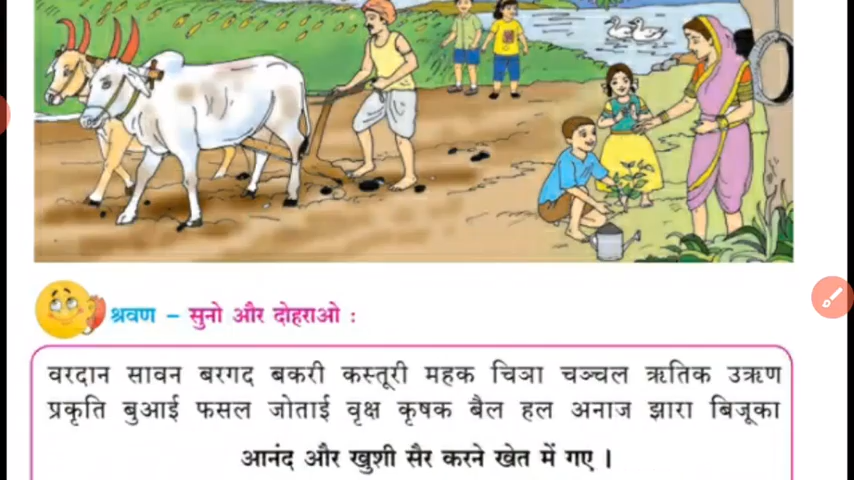 श्रवण – सुनो और दोहराओ :
वरदान सावन बरगद बकरी कस्तूरी महक चिञा चञ्चल ऋतिक उऋण
प्रकृति बुआई फसल जोताई वृक्ष कृषक बैल हल अनाज झारा बिजूका
आनंद और खुशी सैर करने खेत में गए ।